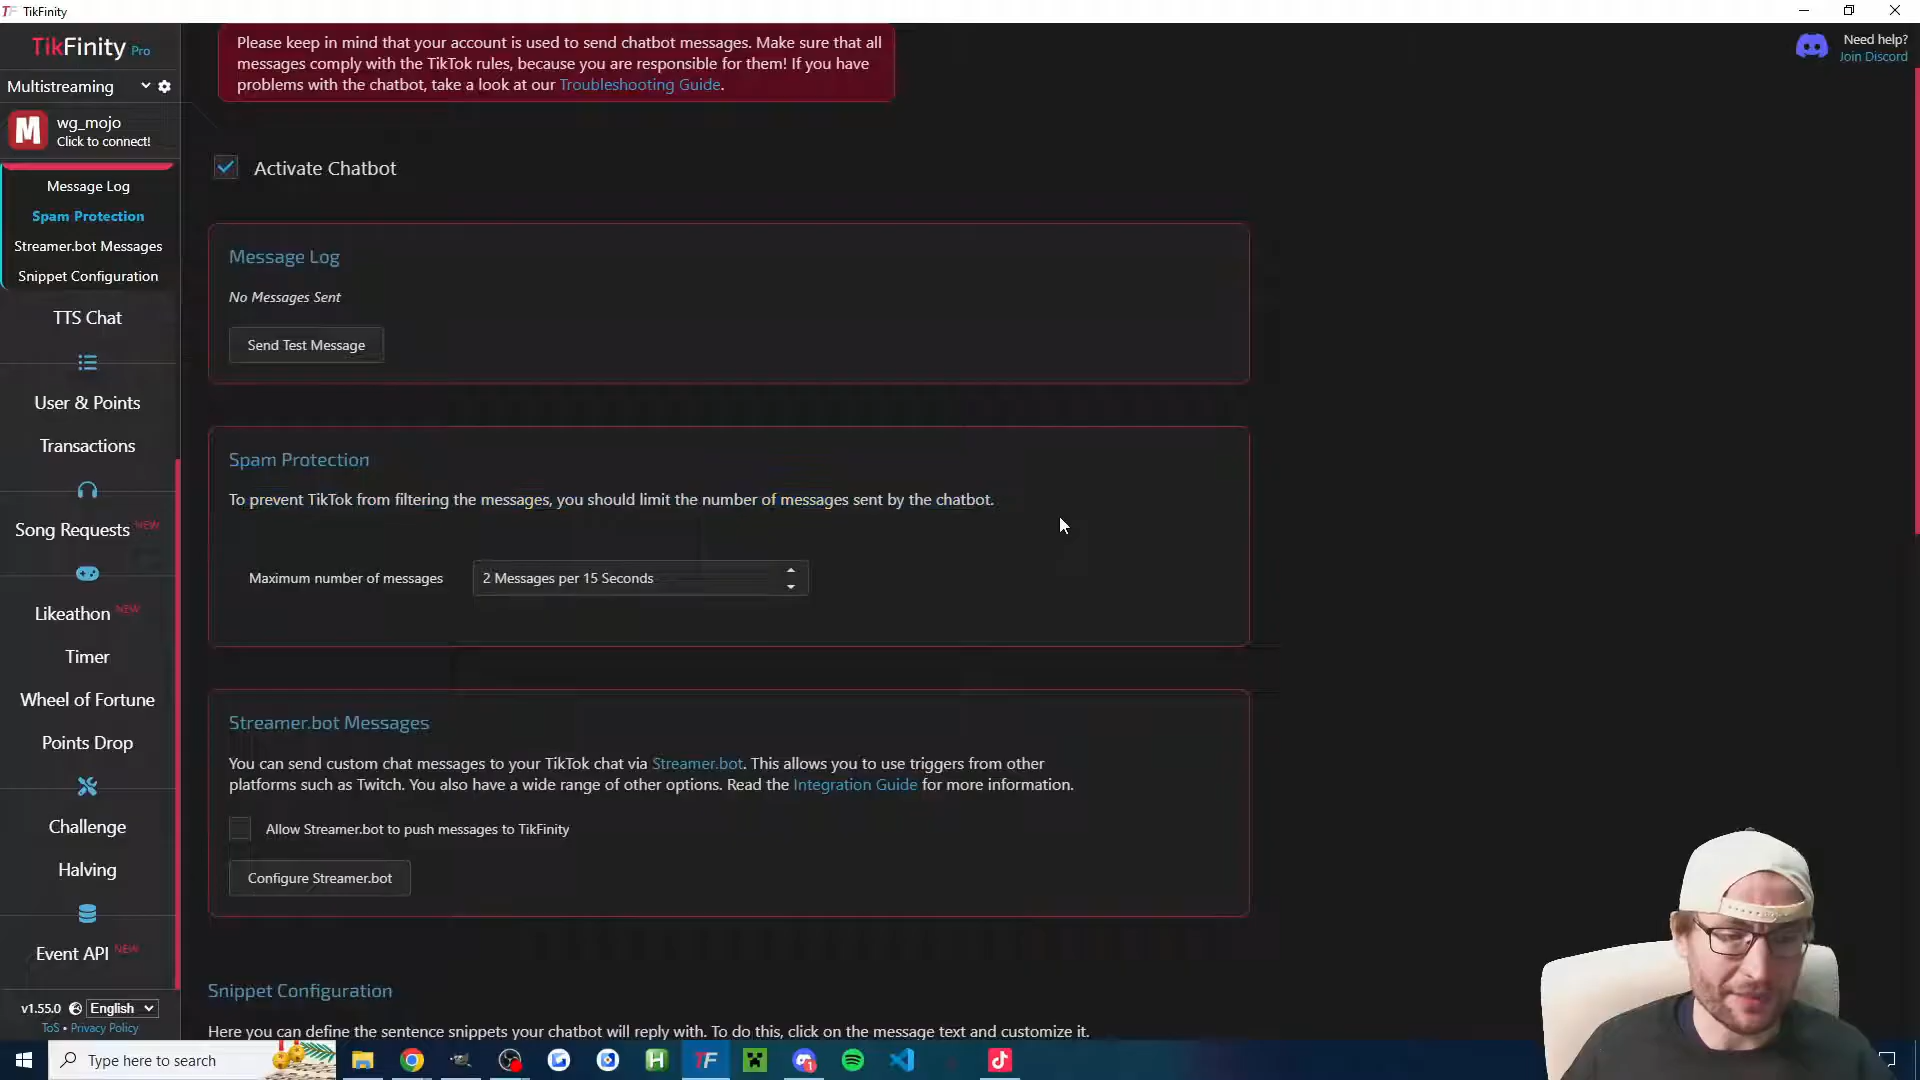 TikFinity
TikFinity Pro
Multistreaming
wg_mojo
Click to connect!
Message Log
Spam Protection
Streamer.bot Messages
Snippet Configuration
TTS Chat
User & Points
Transactions
Song Requests NEW
Likeathon NEW
Timer
Wheel of Fortune
Points Drop
Challenge
Halving
Event API NEW
v1.55.0 English
ToS • Privacy Policy
Please keep in mind that your account is used to send chatbot messages. Make sure that all
messages comply with the TikTok rules, because you are responsible for them! If you have
problems with the chatbot, take a look at our Troubleshooting Guide.
Need help?
Join Discord
Activate Chatbot
Message Log
No Messages Sent
Send Test Message
Spam Protection
To prevent TikTok from filtering the messages, you should limit the number of messages sent by the chatbot.
Maximum number of messages 2 Messages per 15 Seconds
Streamer.bot Messages
You can send custom chat messages to your TikTok chat via Streamer.bot. This allows you to use triggers from other
platforms such as Twitch. You also have a wide range of other options. Read the Integration Guide for more information.
Allow Streamer.bot to push messages to TikFinity
Configure Streamer.bot
Snippet Configuration
Here you can define the sentence snippets your chatbot will reply with. To do this, click on the message text and customize it.
Type here to search